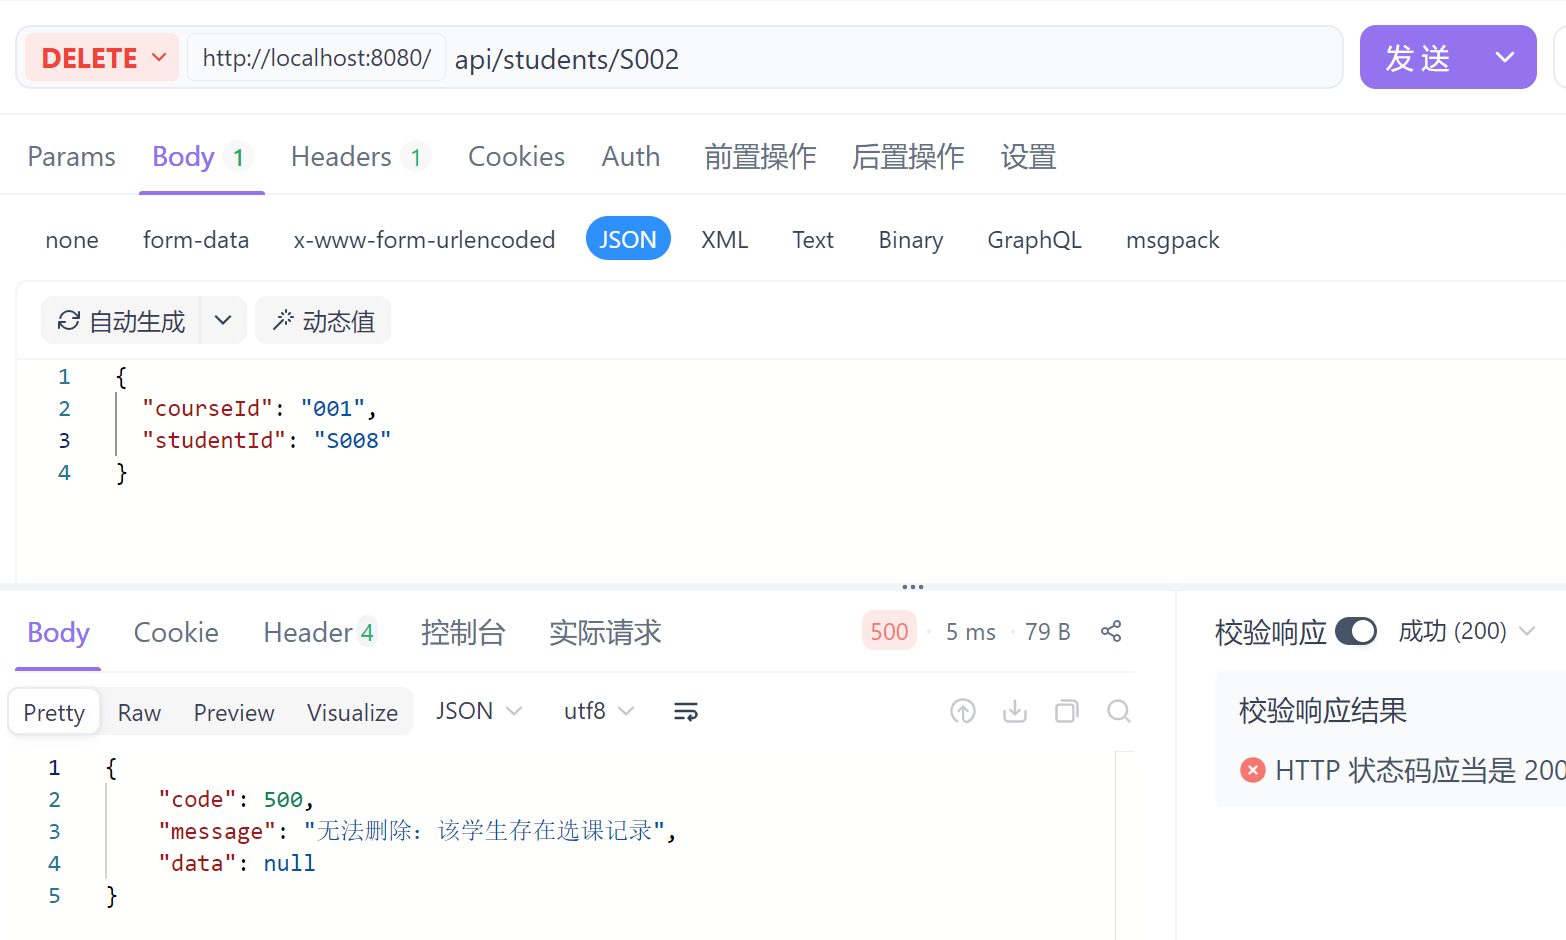 DELETE http://localhost:8080/ api/students/S002 发 送
Params Body 1 Headers 1 Cookies Auth 前置操作 后置操作 设置
none form-data x-www-form-urlencoded JSON XML Text Binary GraphQL msgpack
自动生成 动态值
1 {
2 "courseId": "001",
3 "studentId": "S008"
4 }
Body Cookie Header 4 控制台 实际请求 500 · 5 ms · 79 B 校验响应 成功 (200)
Pretty Raw Preview Visualize JSON utf8
校验响应结果
HTTP 状态码应当是 200
1 {
2 "code": 500,
3 "message": "无法删除：该学生存在选课记录",
4 "data": null
5 }